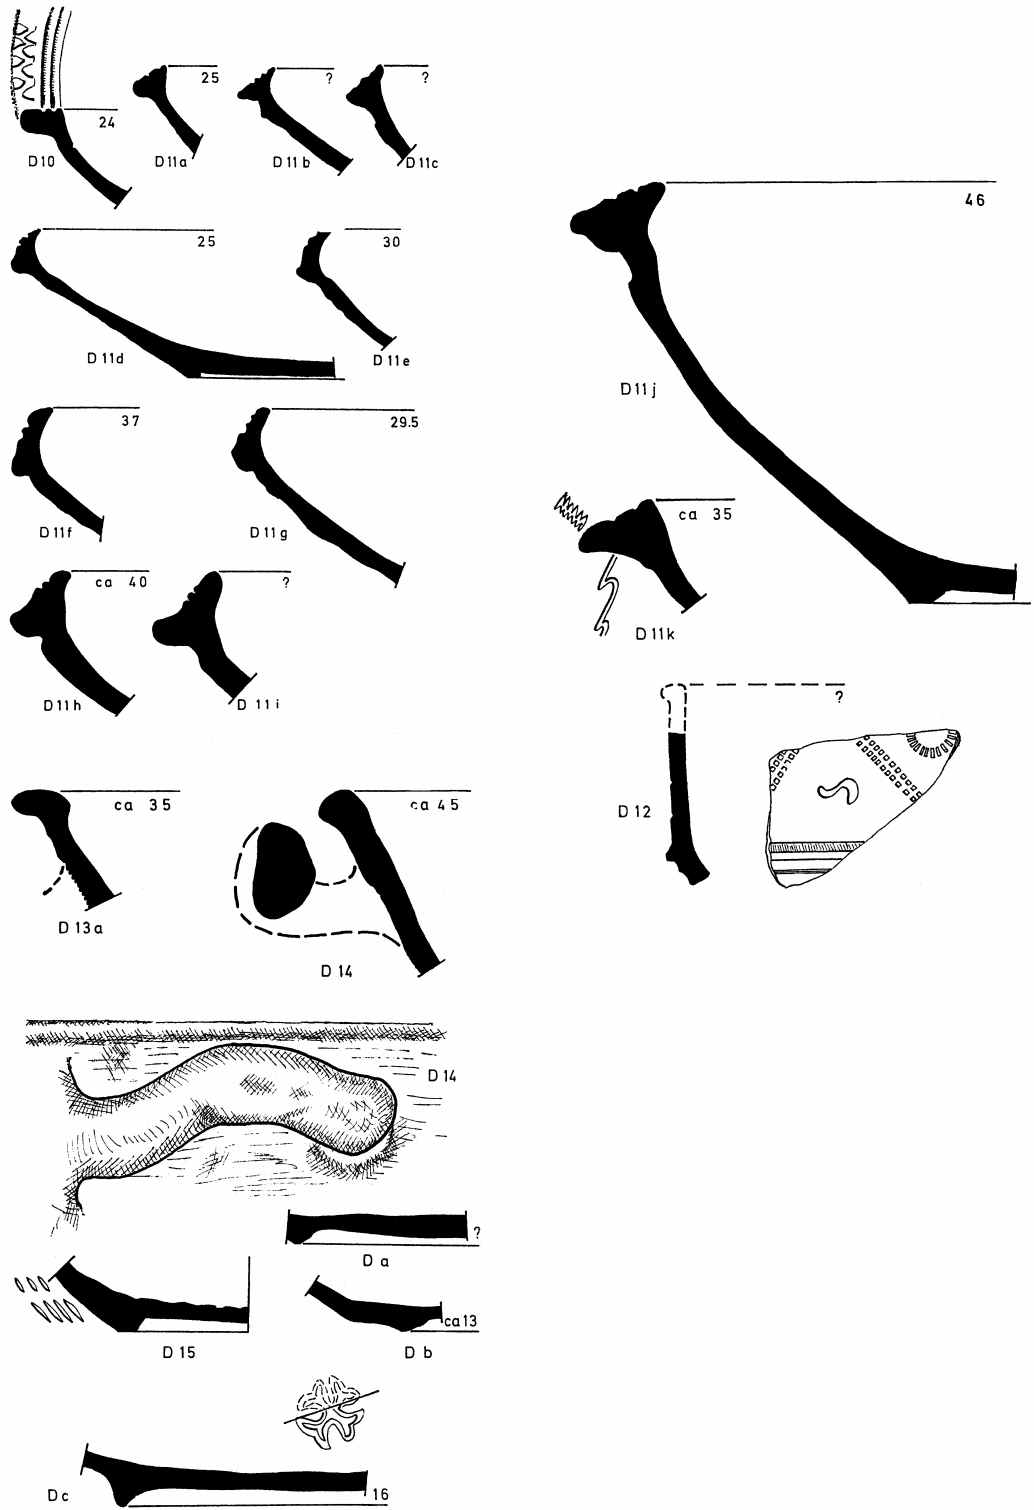 24
D10
25
D11a
?
D11b
?
D11c
25
D11d
30
D11e
46
D11j
37
D11f
29.5
D11g
ca 40
D11h
?
D11i
ca 35
D11k
?
D12
ca 35
D13a
ca 45
D14
D14
?
Da
D15
ca13
Db
Dc
16